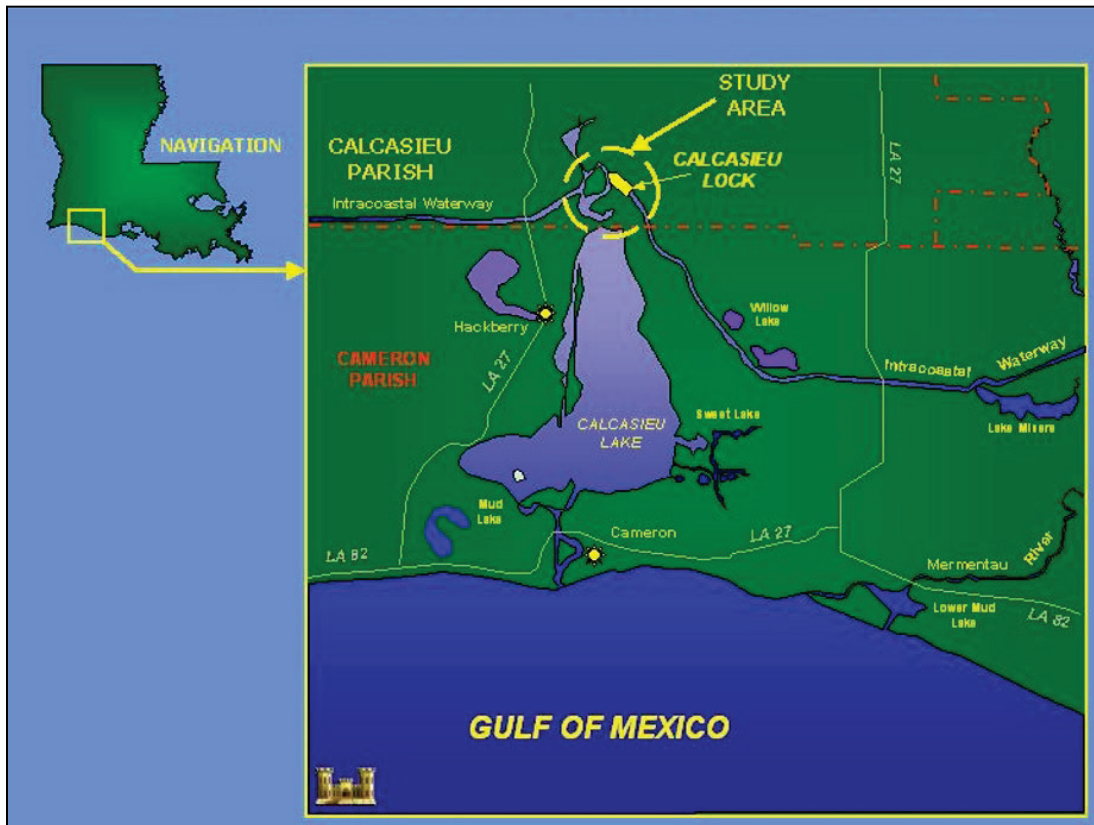 NAVIGATION
STUDY
AREA
CALCASIEU
PARISH
CALCASIEU
LOCK
LA 27
Intracoastal Waterway
Willow
Lake
Hackberry
CAMERON
PARISH
LA 27
Intracoastal Waterway
Lake Misere
Sweet Lake
CALCASIEU
LAKE
Mud
Lake
Cameron
LA 27
LA 82
Mermentau River
Lower Mud
Lake
LA 82
GULF OF MEXICO